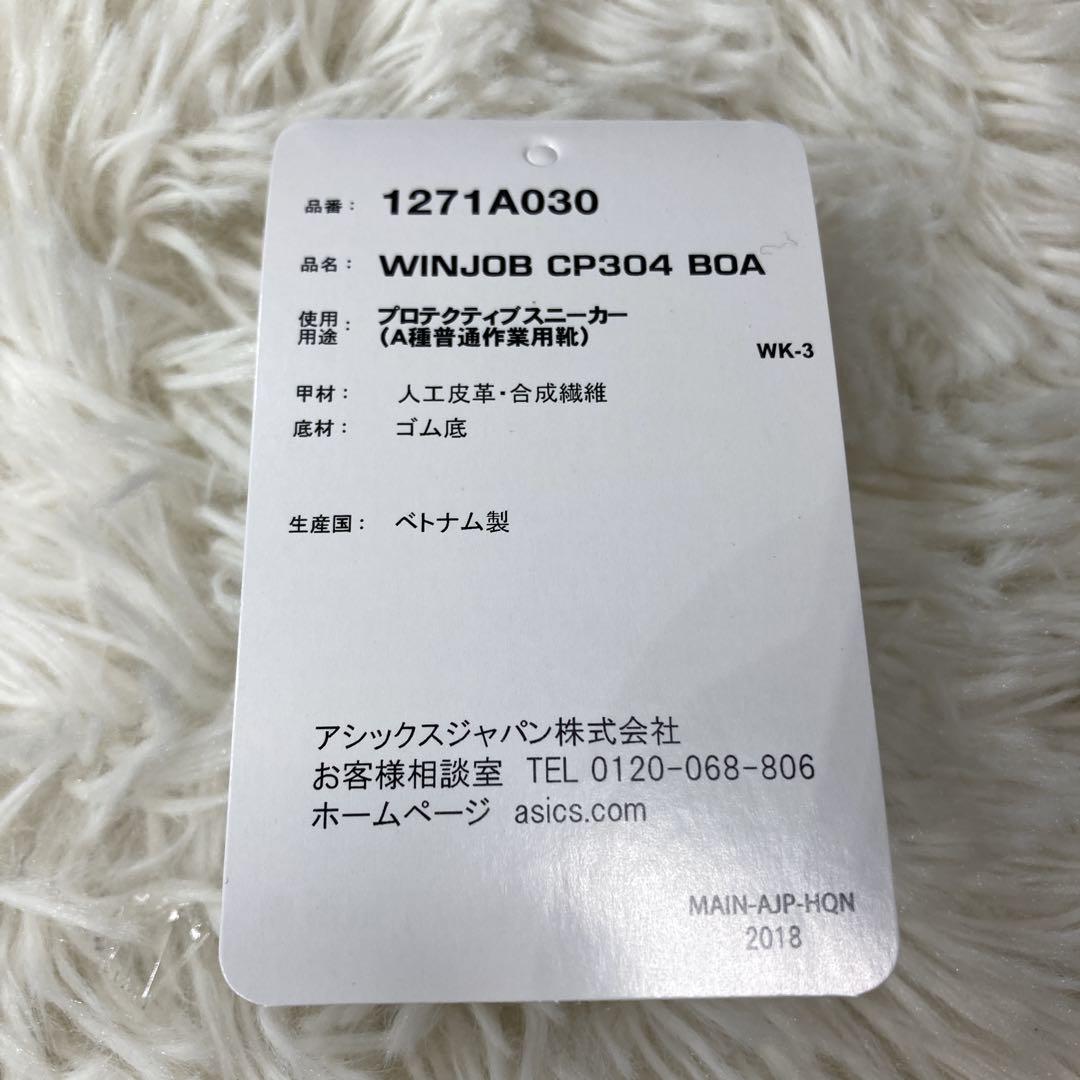 品番： 1271A030
品名： WINJOB CP304 BOA
使用用途： プロテクティブスニーカー
（A種普通作業用靴）
WK-3
甲材： 人工皮革・合成繊維
底材： ゴム底
生産国： ベトナム製
アシックスジャパン株式会社
お客様相談室 TEL 0120-068-806
ホームページ asics.com
MAIN-AJP-HQN
2018